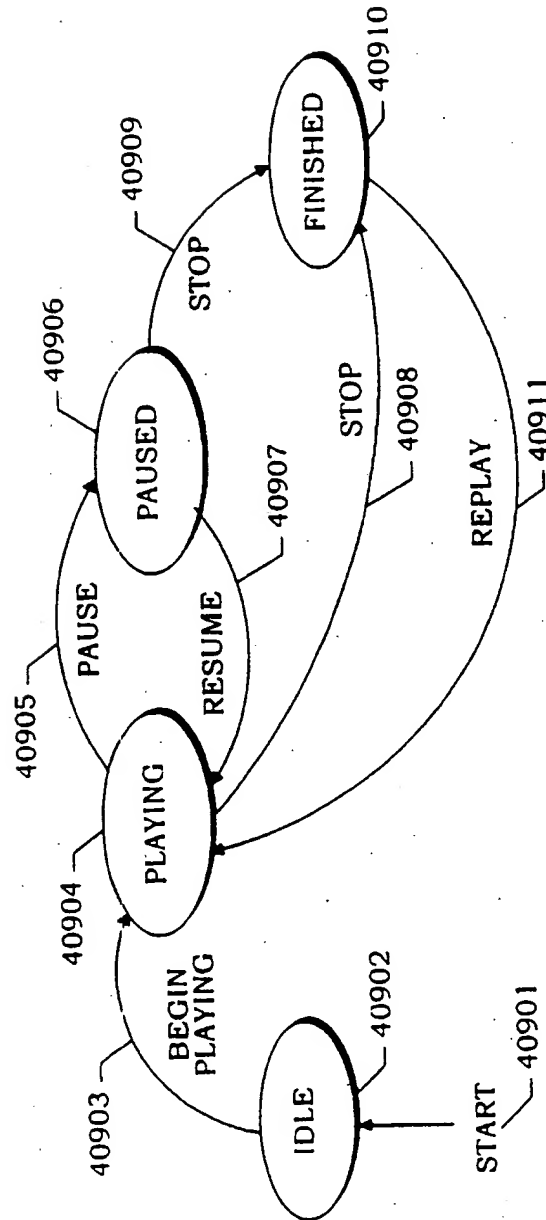 40909
40906
40905
PAUSE
STOP
40910
40904
PAUSED
FINISHED
40903
PLAYING
RESUME
40907
BEGIN
PLAYING
STOP
40908
IDLE
40902
REPLAY
40911
START
40901